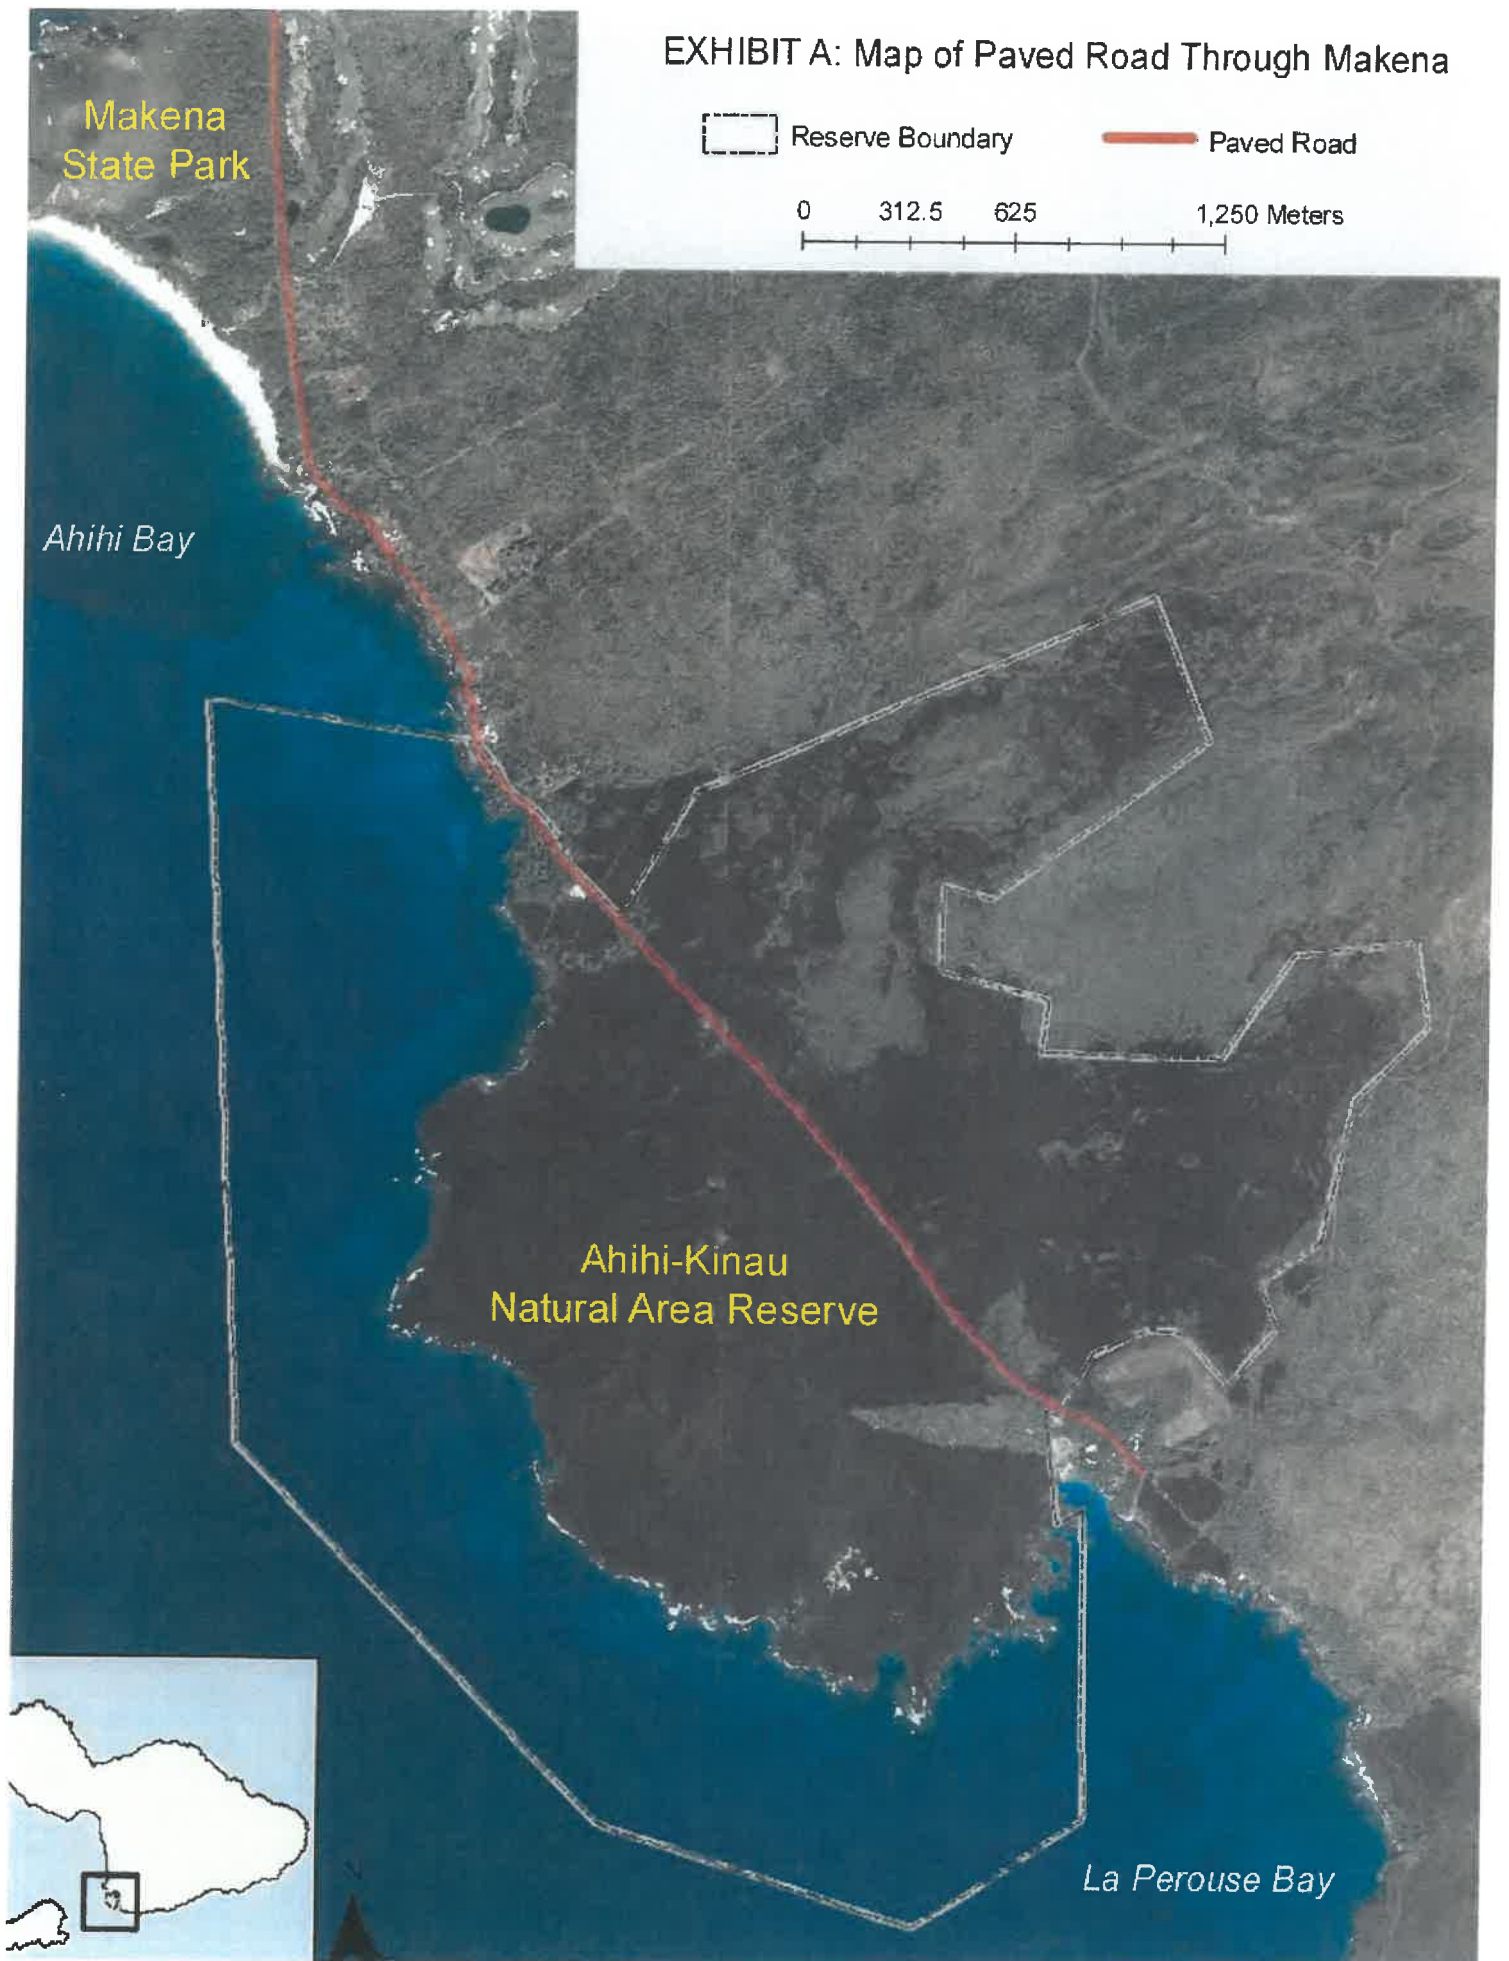 EXHIBIT A: Map of Paved Road Through Makena
Reserve Boundary
Paved Road
0 312.5 625 1,250 Meters
Makena
State Park
Ahihi Bay
Ahihi-Kinau
Natural Area Reserve
La Perouse Bay